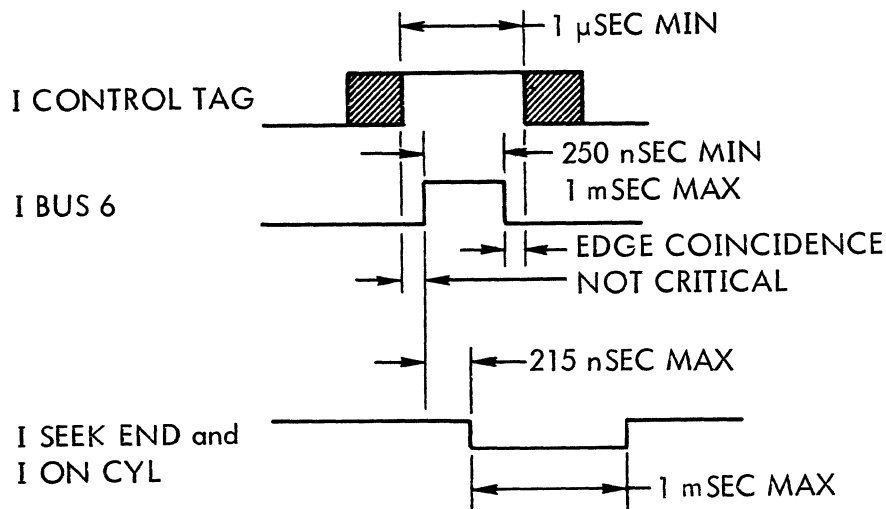 1 µSEC MIN
I CONTROL TAG
250 nSEC MIN
1 mSEC MAX
I BUS 6
EDGE COINCIDENCE
NOT CRITICAL
215 nSEC MAX
I SEEK END and
I ON CYL
1 mSEC MAX